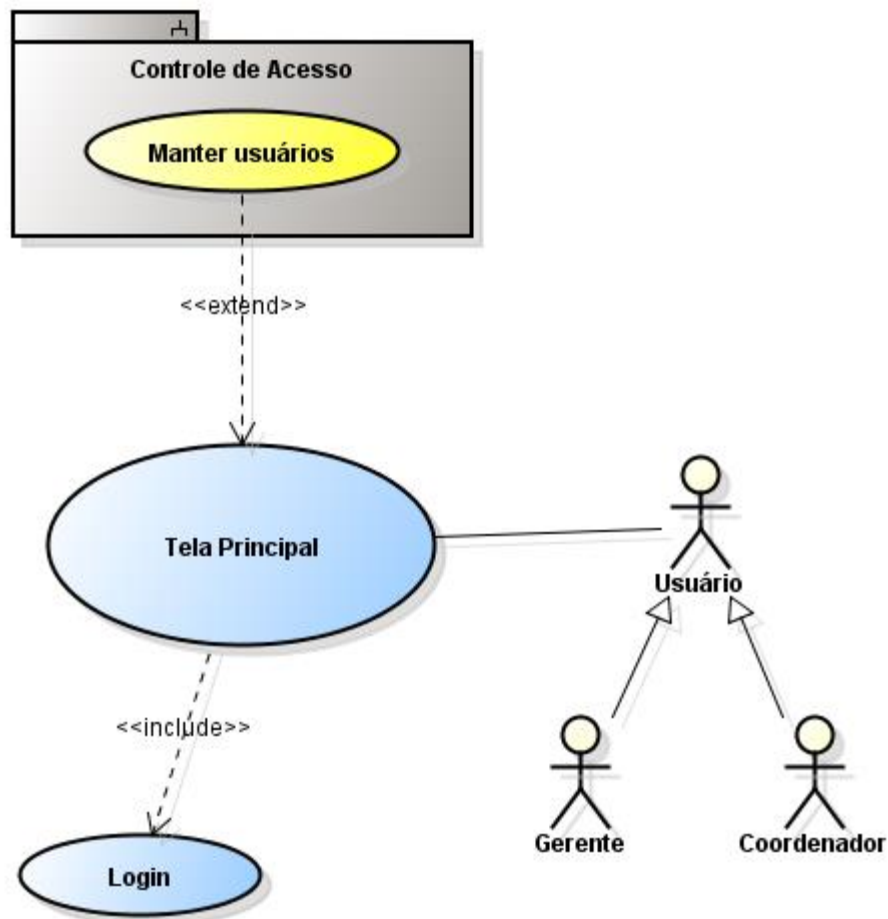 Controle de Acesso
Manter usuários
<<extend>>
Tela Principal
Usuário
<<include>>
Gerente
Coordenador
Login